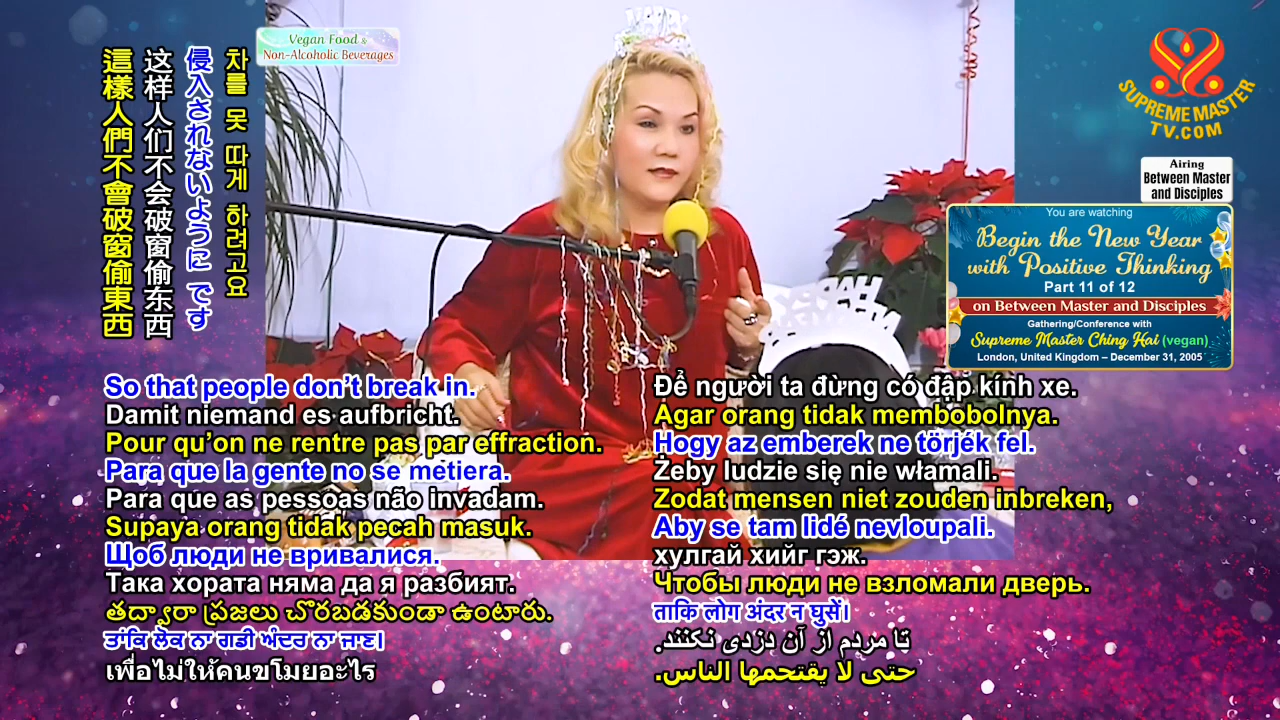 Vegan Food &
Non-Alcoholic Beverages
SUPREME MASTER
TV.COM
Airing
Between Master
and Disciples
You are watching
Begin the New Year
with Positive Thinking
Part 11 of 12
on Between Master and Disciples
Gathering/Conference with
Supreme Master Ching Hai (vegan)
London, United Kingdom – December 31, 2005
차를 못 따게 하려고요
侵入されないように です
这样人们不会破窗偷东西
這樣人們不會破窗偷東西
So that people don't break in.
Damit niemand es aufbricht.
Pour qu'on ne rentre pas par effraction.
Para que la gente no se metiera.
Para que as pessoas não invadam.
Supaya orang tidak pecah masuk.
Щоб люди не вривалися.
Така хората няма да я разбият.
తద్వారా ప్రజలు చొరబడకుండా ఉంటారు.
ਤਾਂਕਿ ਲੋਕ ਨਾ ਗਡੀ ਅੰਦਰ ਨਾ ਜਾਣ।
เพื่อไม่ให้คนขโมยอะไร
Để người ta đừng có đập kính xe.
Agar orang tidak membobolnya.
Hogy az emberek ne törjék fel.
Żeby ludzie się nie włamali.
Zodat mensen niet zouden inbreken,
Aby se tam lidé nevloupali.
хулгай хийг гэж.
Чтобы люди не взломали дверь.
ताकि लोग अंदर न घुसें।
تا مردم از آن دزدی نکنند.
حتى لا يقتحمها الناس.